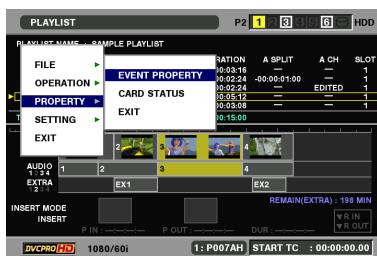 PLAYLIST P2 1 3 6 HDD
PLAYLIST NAME : SAMPLE PLAYLIST
RATION A SPLIT A CH SLOT
00:03:16 — — 1
00:02:24 -00:00:01:00 — 1
00:02:24 — EDITED 1
00:05:12 — — 1
00:03:08 — — 1
00:15:00
FILE
OPERATION
PROPERTY
SETTING
EXIT
EVENT PROPERTY
CARD STATUS
EXIT
2 3 4
AUDIO 1 2 3 4
1 2 3 4
EXTRA EX1 EX2
1 2 3 4
REMAIN(EXTRA) : 198 MIN
INSERT MODE
INSERT
P IN : --:--:--:-- P OUT : --:--:--:-- DUR : --:--:--:--
▼R IN
▼R OUT
DVCPRO HD 1080/60i 1 : P007AH START TC : 00:00:00.00